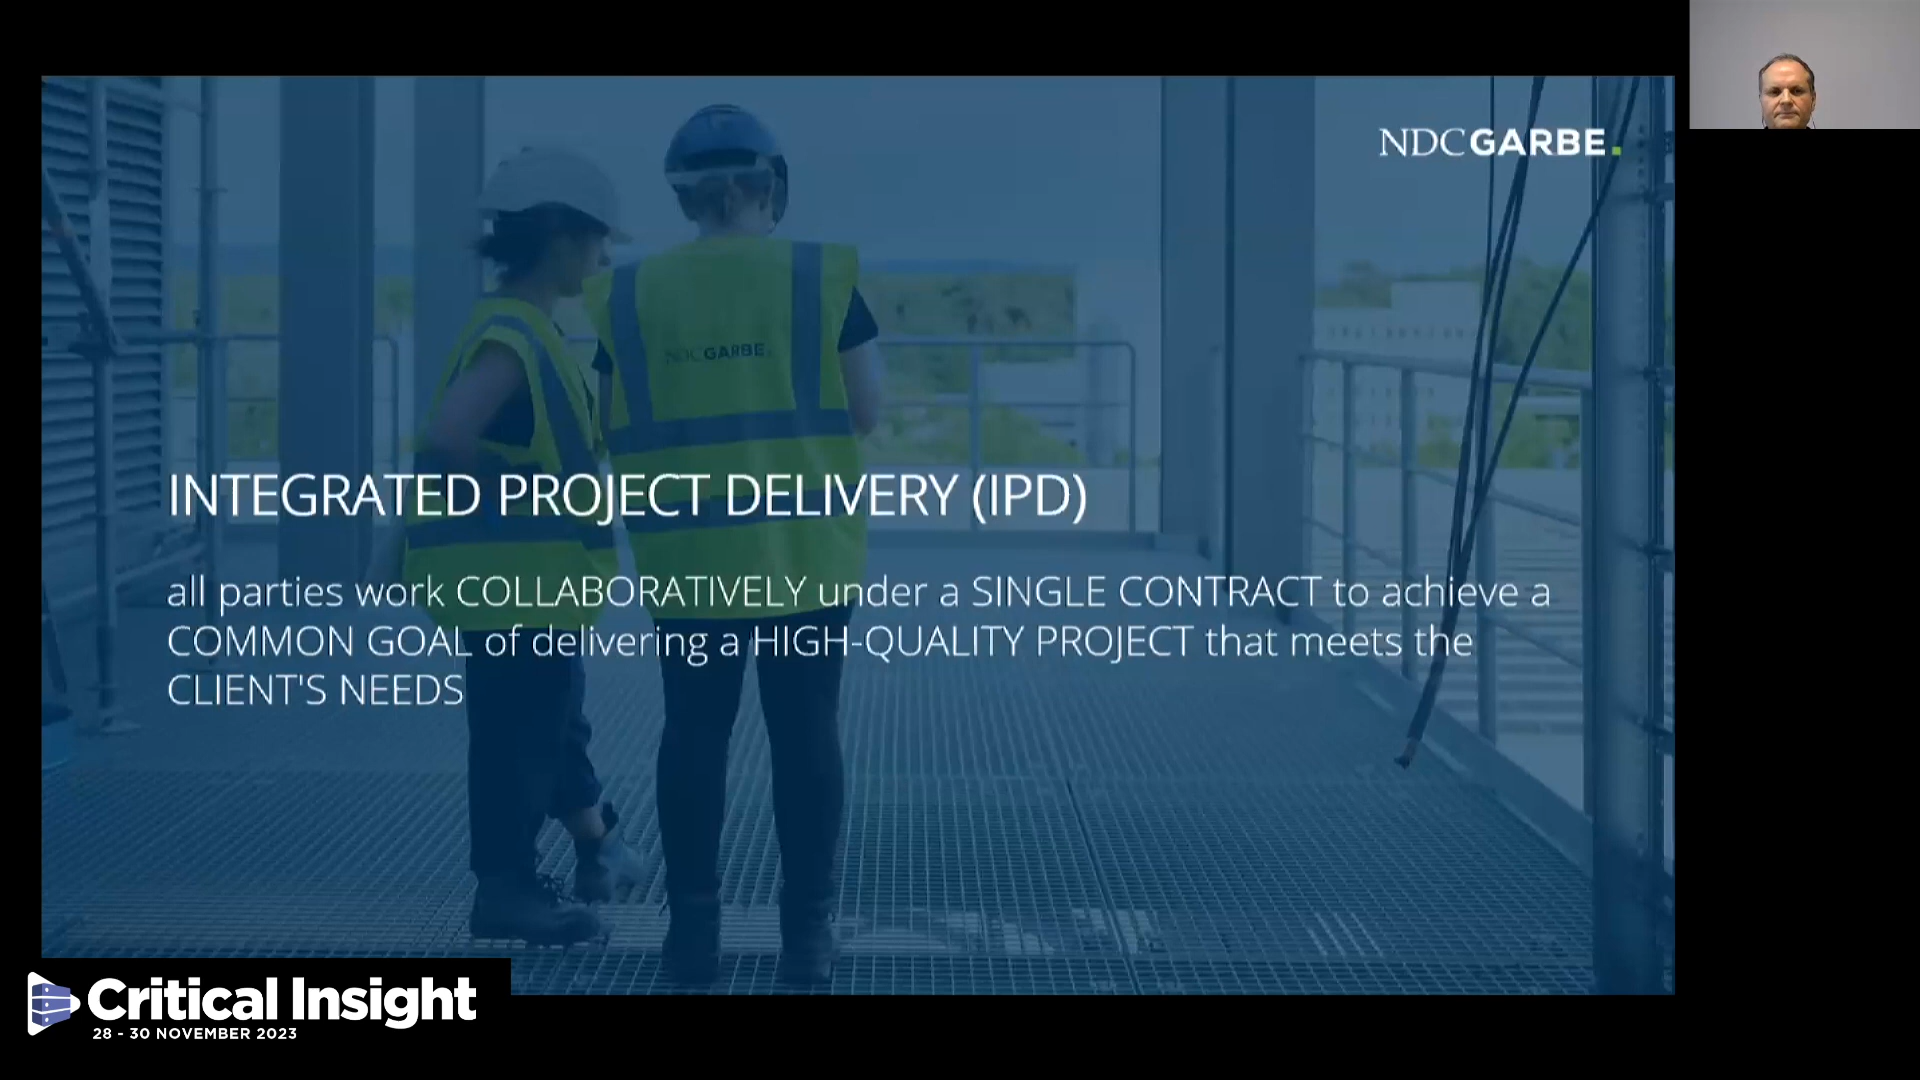 NDCGARBE.
NDCGARBE.
INTEGRATED PROJECT DELIVERY (IPD)
all parties work COLLABORATIVELY under a SINGLE CONTRACT to achieve a
COMMON GOAL of delivering a HIGH-QUALITY PROJECT that meets the
CLIENT'S NEEDS
Critical Insight
28 - 30 NOVEMBER 2023